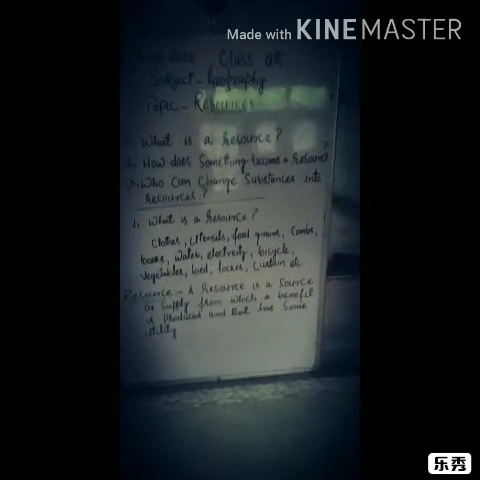 Made with KINEMASTER
Class 8th
Subject - Geography
Topic - Resources
1. What is a Resource?
2. How does Something become a Resource?
3. Who Can Change Substances into
Resources?
1. What is a Resource?
Clothes, Utensils, food grains, Combs,
books, Water, electricity, bicycle,
vegetables, food, Curtain etc.
Resource - A Resource is a Source
or Supply from which a benefit
is Produced and that has Some
utility
乐秀